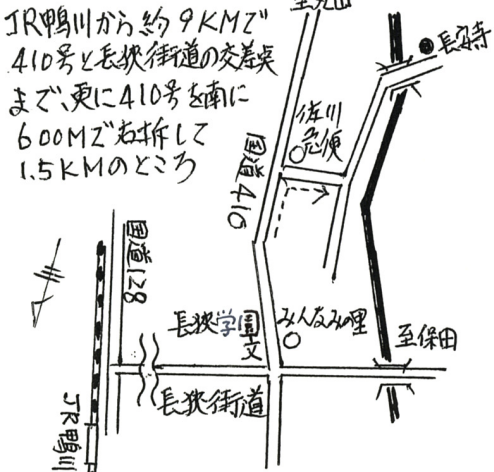 JR鴨川から約9KMで
410号と長狭街道の交差点
まで、更に410号を南に
600Mで右折して
1.5KMのところ
長安寺
佐川
急便
国道410
国道128
長狭学園
文
みんなみの里
至保田
長狭街道
JR鴨川